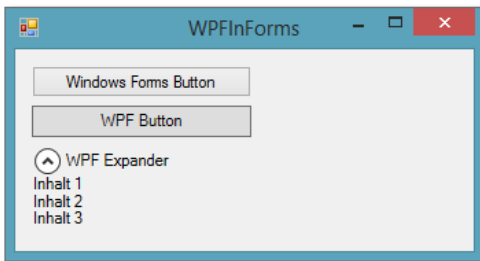 WPFInForms
Windows Forms Button
WPF Button
WPF Expander
Inhalt 1
Inhalt 2
Inhalt 3